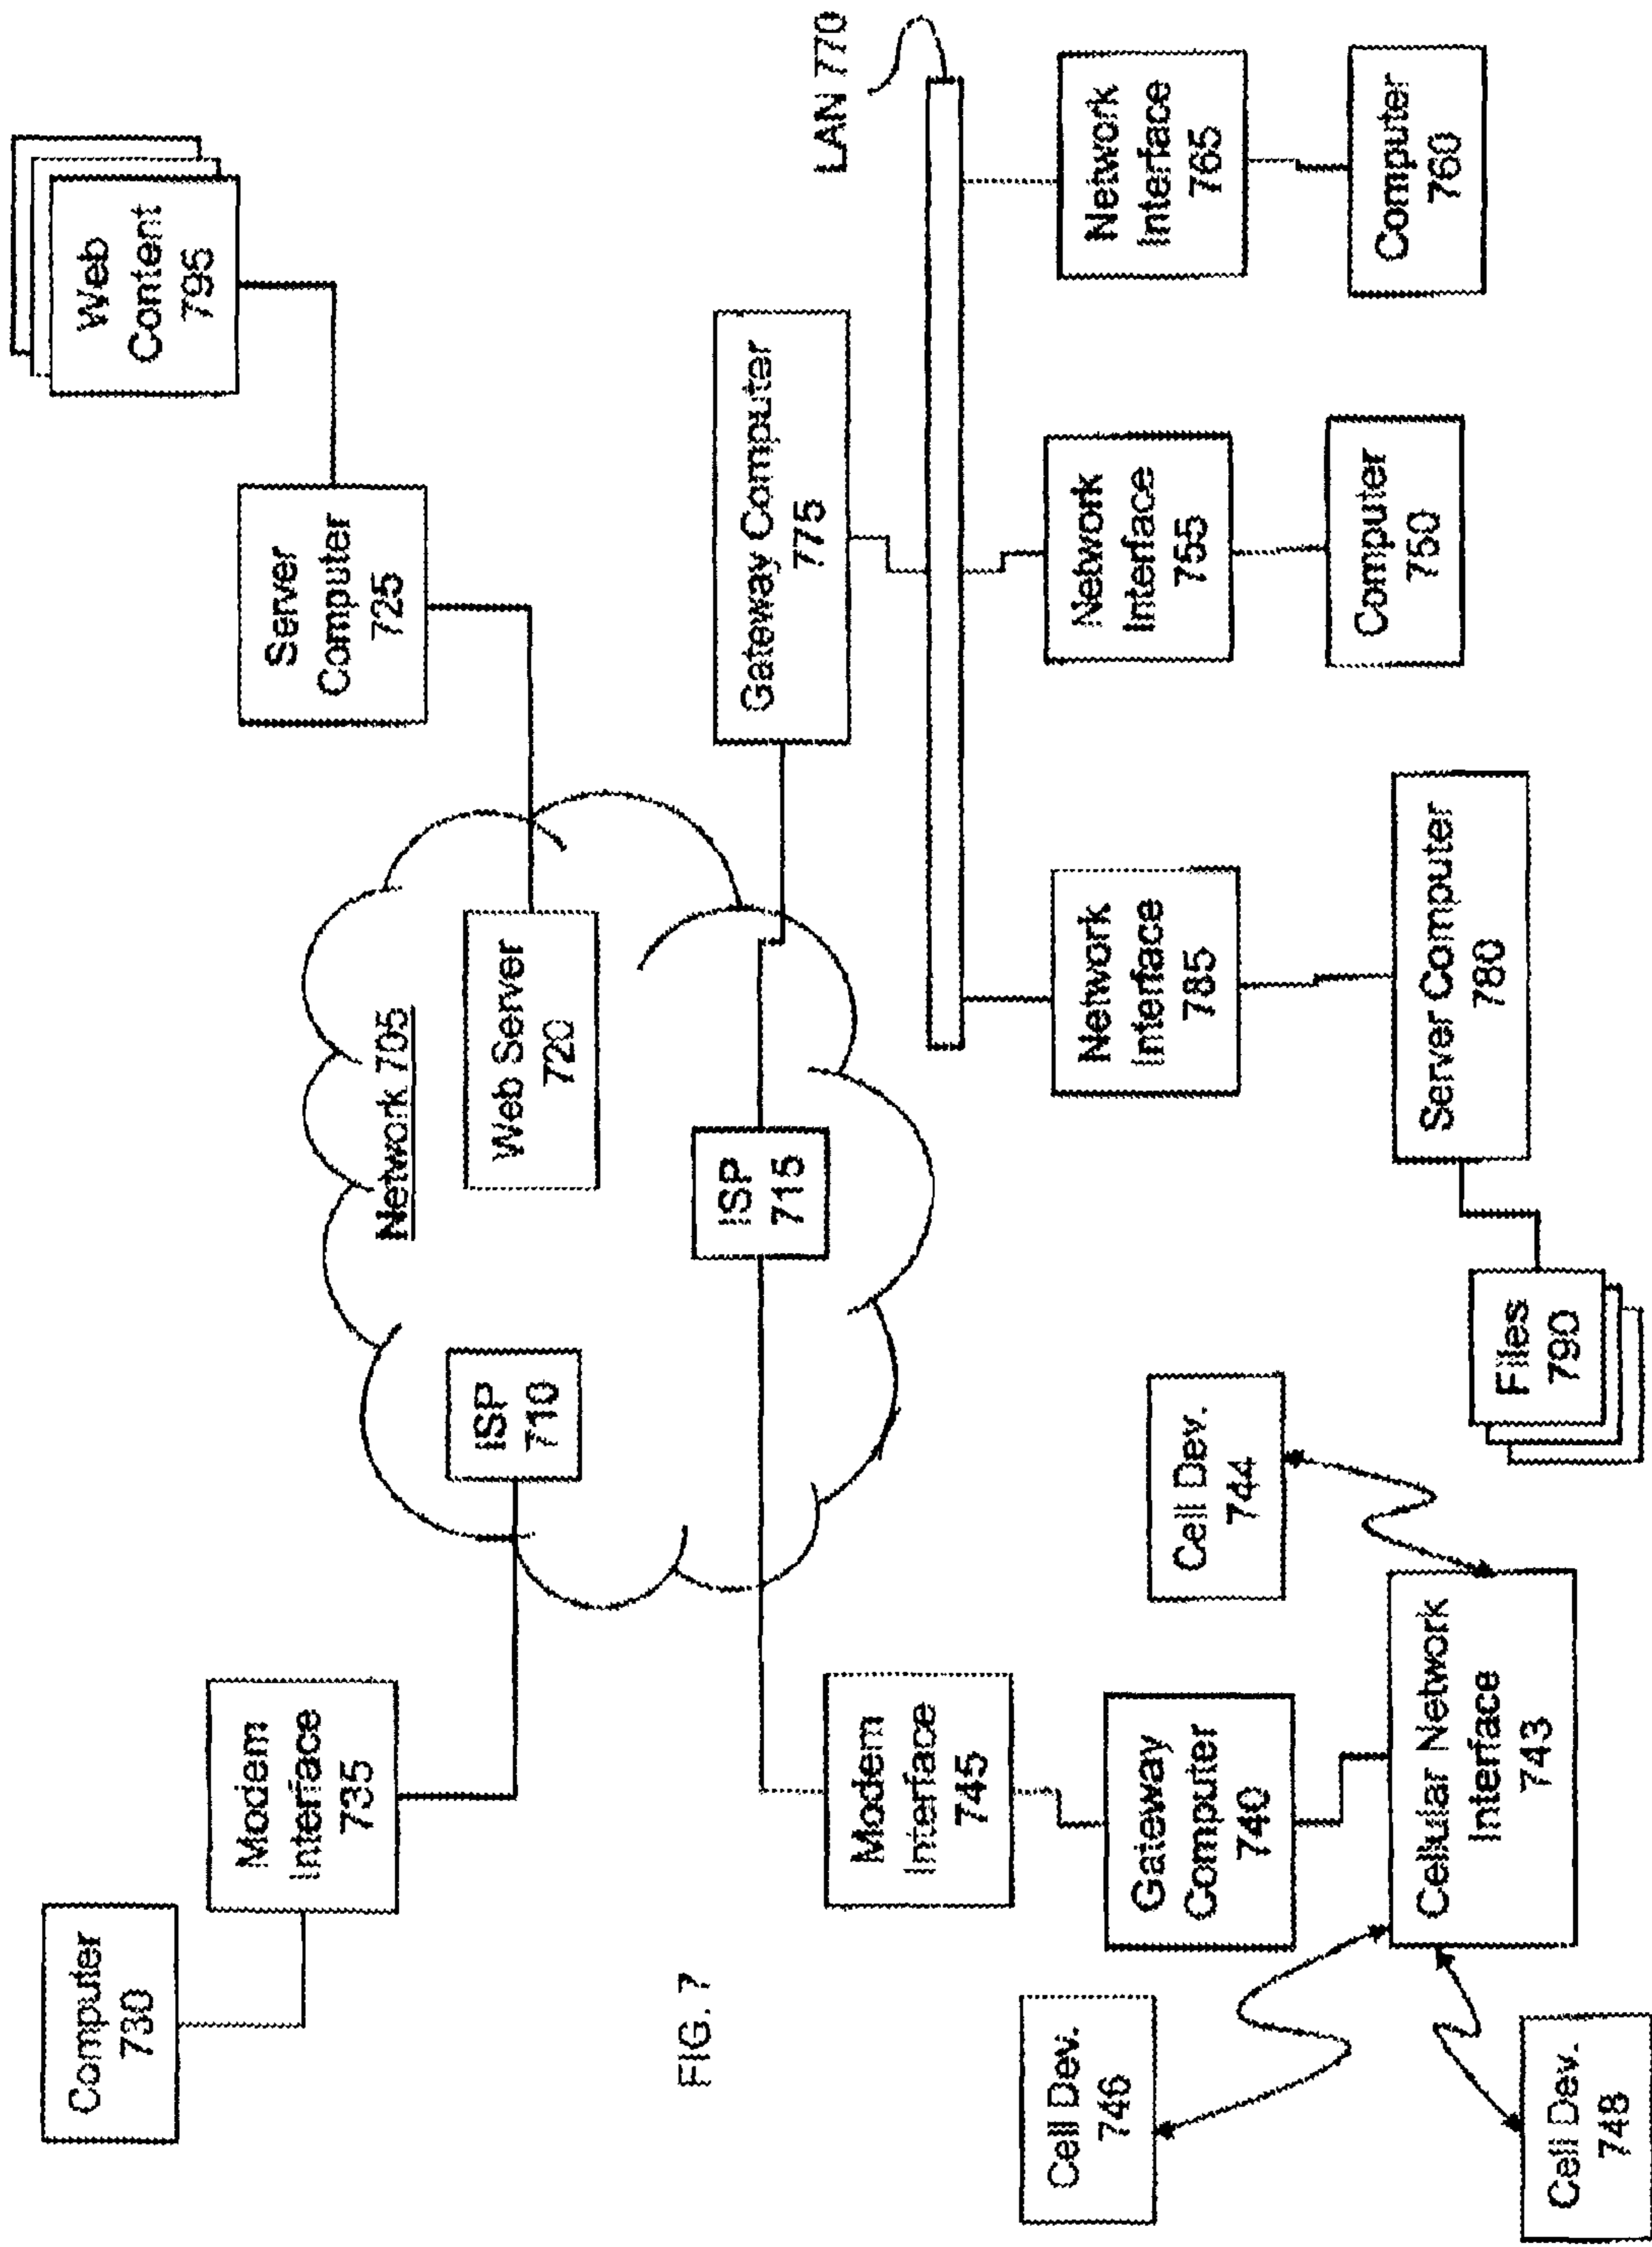 Computer
730
Modem
Interface
735
ISP
710
Network 705
Web Server
720
Server
Computer
725
Web
Content
795
FIG. 7
Modem
Interface
745
ISP
715
Gateway Computer
775
LAN 770
Cell Dev.
746
Gateway
Computer
740
Cell Dev.
744
Network
Interface
785
Network
Interface
755
Network
Interface
765
Cell Dev.
748
Cellular Network
Interface
743
Files
790
Server Computer
780
Computer
750
Computer
760